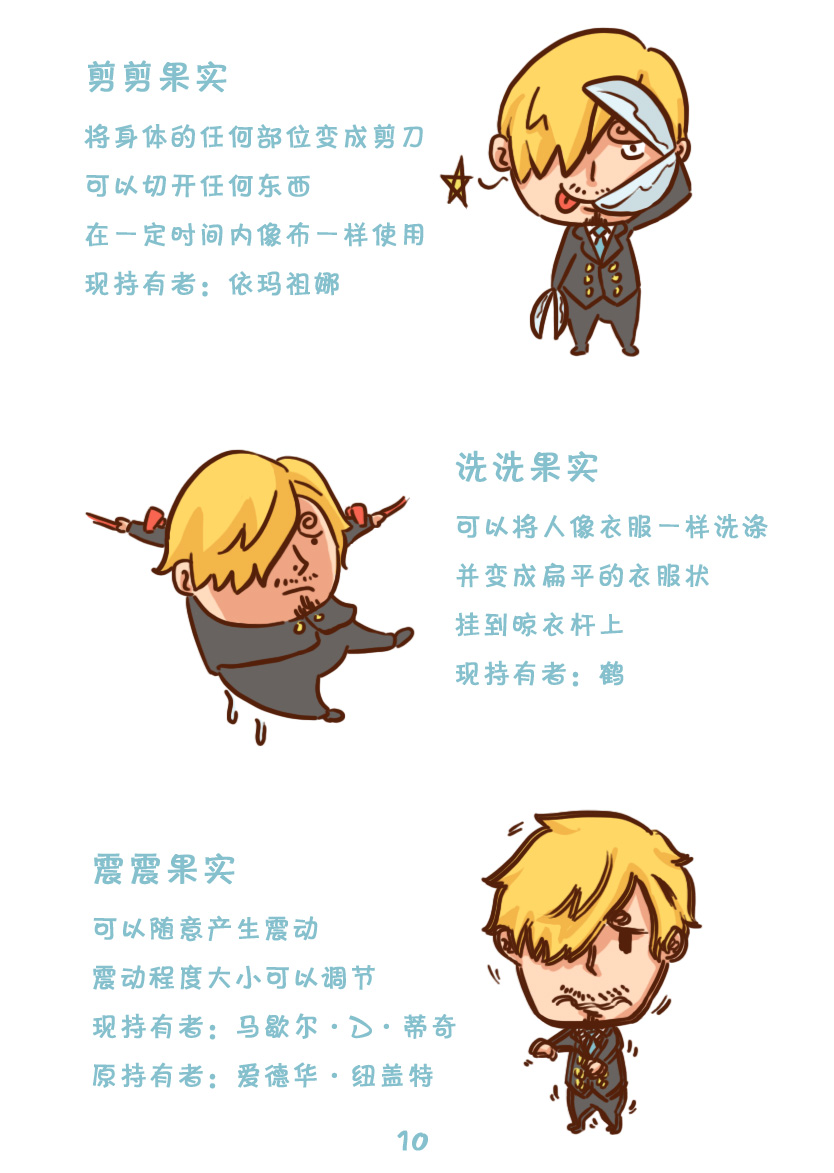 剪剪果实
将身体的任何部位变成剪刀
可以切开任何东西
在一定时间内像布一样使用
现持有者：依玛祖娜
洗洗果实
可以将人像衣服一样洗涤
并变成扁平的衣服状
挂到晾衣杆上
现持有者：鹤
震震果实
可以随意产生震动
震动程度大小可以调节
现持有者：马歇尔·D·蒂奇
原持有者：爱德华·纽盖特
10